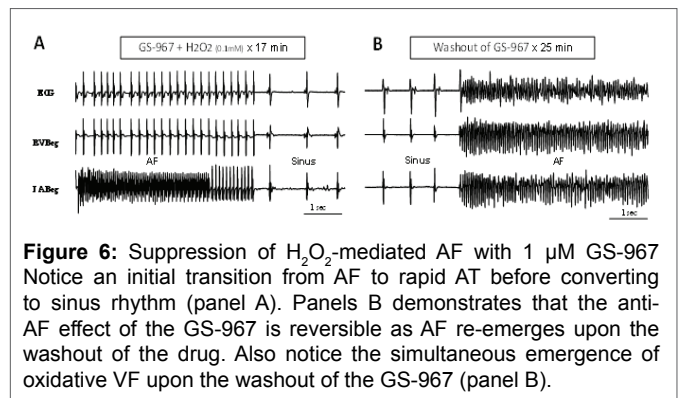 A
GS-967 + H2O2 (0.1mM) x 17 min
B
Washout of GS-967 x 25 min
ECG
EVBeg
AF
Sinus
Sinus
AF
LABeg
1 sec
1sec
Figure 6: Suppression of H₂O₂-mediated AF with 1 µM GS-967
Notice an initial transition from AF to rapid AT before converting
to sinus rhythm (panel A). Panels B demonstrates that the anti-
AF effect of the GS-967 is reversible as AF re-emerges upon the
washout of the drug. Also notice the simultaneous emergence of
oxidative VF upon the washout of the GS-967 (panel B).